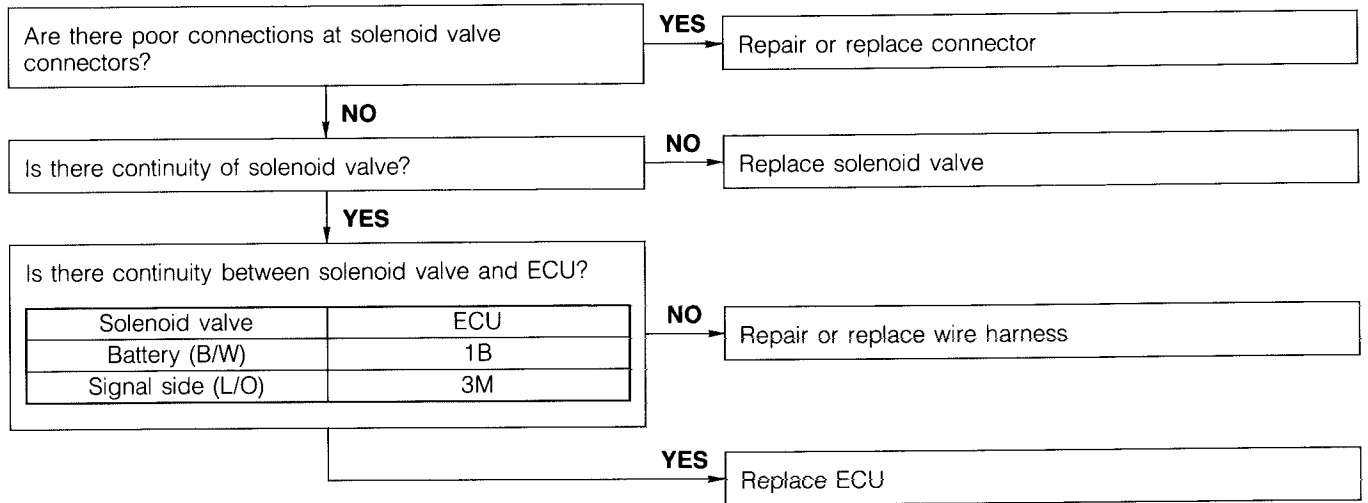 Are there poor connections at solenoid valve
connectors?
YES
Repair or replace connector
NO
Is there continuity of solenoid valve?
NO
Replace solenoid valve
YES
Is there continuity between solenoid valve and ECU?
Solenoid valve ECU
Battery (B/W) 1B
Signal side (L/O) 3M
NO
Repair or replace wire harness
YES
Replace ECU